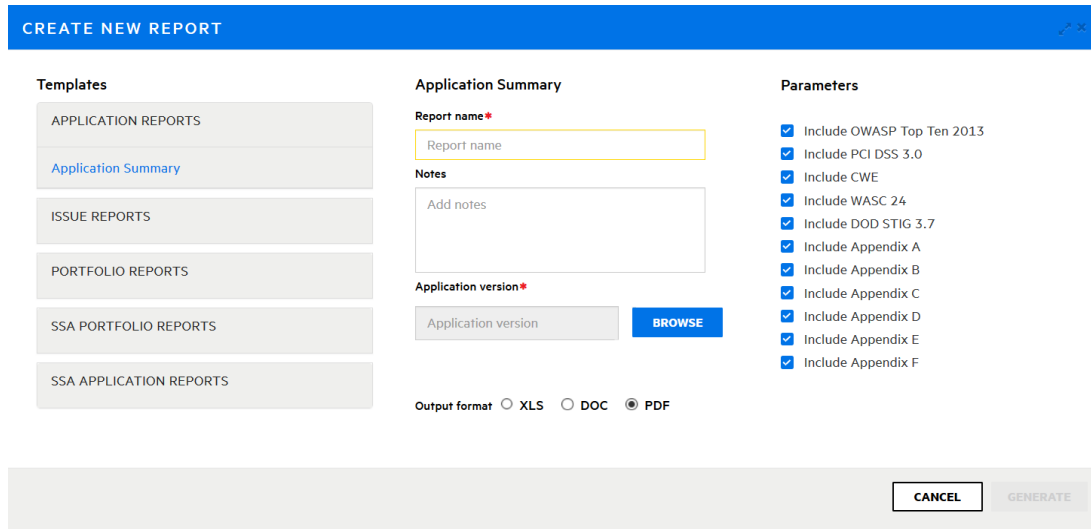 CREATE NEW REPORT
Templates
APPLICATION REPORTS
Application Summary
ISSUE REPORTS
PORTFOLIO REPORTS
SSA PORTFOLIO REPORTS
SSA APPLICATION REPORTS
Application Summary
Report name*
Report name
Notes
Add notes
Application version*
Application version
BROWSE
Output format XLS DOC PDF
Parameters
Include OWASP Top Ten 2013
Include PCI DSS 3.0
Include CWE
Include WASC 24
Include DOD STIG 3.7
Include Appendix A
Include Appendix B
Include Appendix C
Include Appendix D
Include Appendix E
Include Appendix F
CANCEL
GENERATE